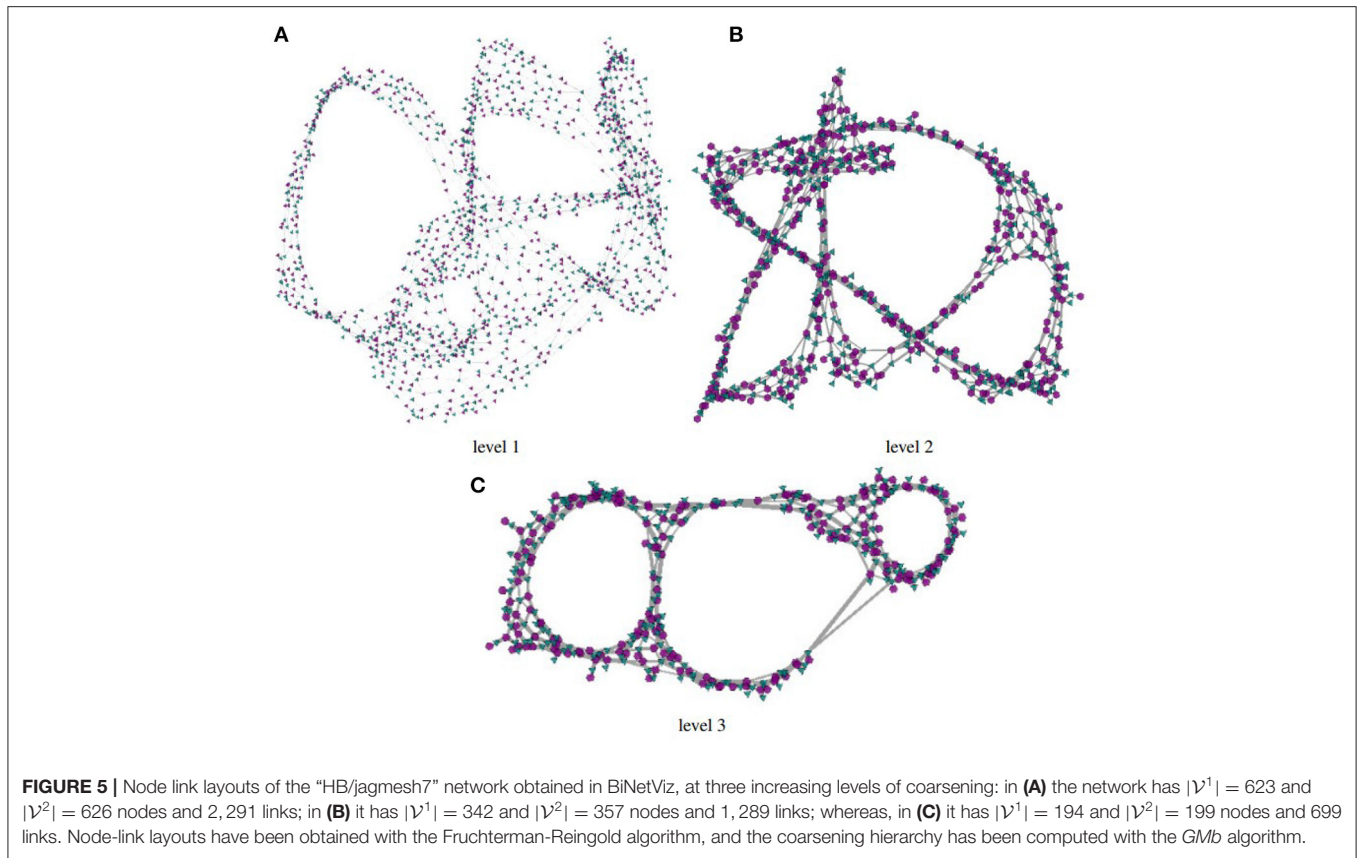 A
B
level 1
level 2
C
level 3
FIGURE 5 | Node link layouts of the “HB/jagmesh7” network obtained in BiNetViz, at three increasing levels of coarsening: in (A) the network has |𝒱¹| = 623 and
|𝒱²| = 626 nodes and 2, 291 links; in (B) it has |𝒱¹| = 342 and |𝒱²| = 357 nodes and 1, 289 links; whereas, in (C) it has |𝒱¹| = 194 and |𝒱²| = 199 nodes and 699
links. Node-link layouts have been obtained with the Fruchterman-Reingold algorithm, and the coarsening hierarchy has been computed with the GMb algorithm.